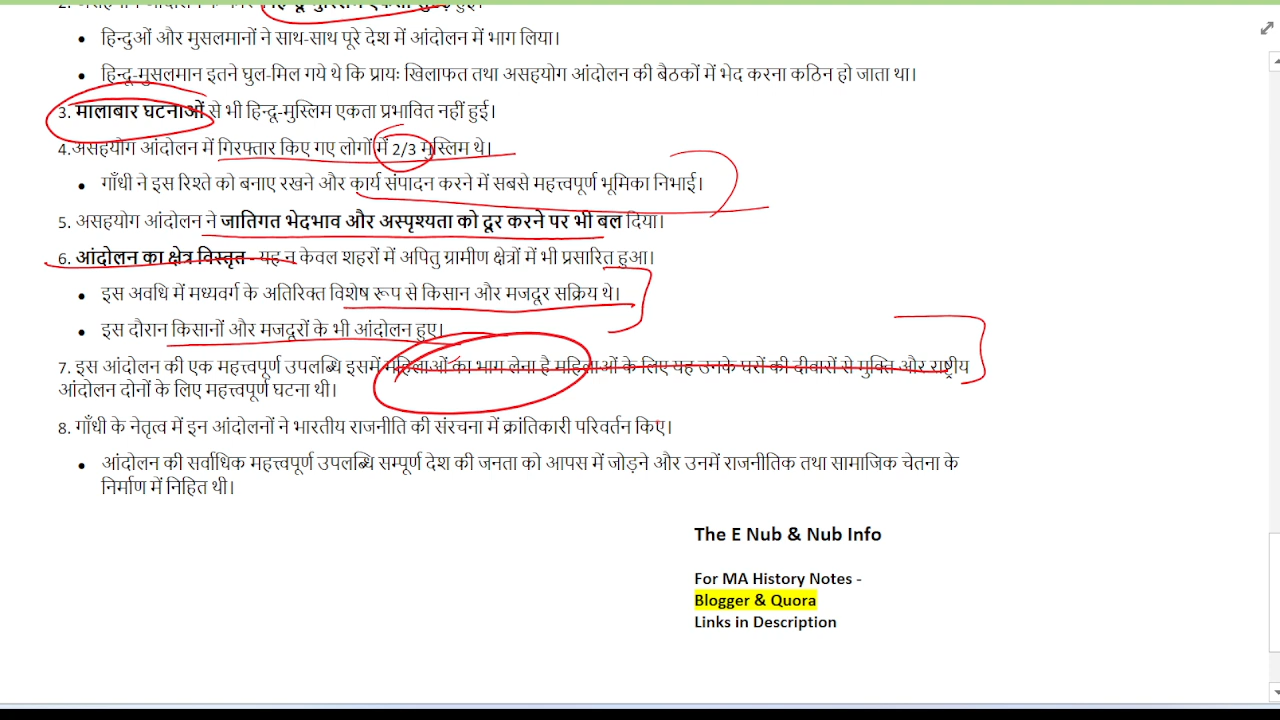 2. असहयोग आंदोलन के हिन्दू-मुस्लिम एकता सुदृढ़ हुई।
• हिन्दुओं और मुसलमानों ने साथ-साथ पूरे देश में आंदोलन में भाग लिया।
• हिन्दू-मुसलमान इतने घुल-मिल गये थे कि प्रायः खिलाफत तथा असहयोग आंदोलन की बैठकों में भेद करना कठिन हो जाता था।
3. मालाबार घटनाओं से भी हिन्दू-मुस्लिम एकता प्रभावित नहीं हुई।
4.असहयोग आंदोलन में गिरफ्तार किए गए लोगों में 2/3 मुस्लिम थे।
• गाँधी ने इस रिश्ते को बनाए रखने और कार्य संपादन करने में सबसे महत्त्वपूर्ण भूमिका निभाई।
5. असहयोग आंदोलन ने जातिगत भेदभाव और अस्पृश्यता को दूर करने पर भी बल दिया।
6. आंदोलन का क्षेत्र विस्तृत - यह न केवल शहरों में अपितु ग्रामीण क्षेत्रों में भी प्रसारित हुआ।
• इस अवधि में मध्यवर्ग के अतिरिक्त विशेष रूप से किसान और मजदूर सक्रिय थे।
• इस दौरान किसानों और मजदूरों के भी आंदोलन हुए।
7. इस आंदोलन की एक महत्त्वपूर्ण उपलब्धि इसमें महिलाओं का भाग लेना है महिलाओं के लिए यह उनके घरों की दीवारों से मुक्ति और राष्ट्रीय
आंदोलन दोनों के लिए महत्त्वपूर्ण घटना थी।
8. गाँधी के नेतृत्व में इन आंदोलनों ने भारतीय राजनीति की संरचना में क्रांतिकारी परिवर्तन किए।
• आंदोलन की सर्वाधिक महत्त्वपूर्ण उपलब्धि सम्पूर्ण देश की जनता को आपस में जोड़ने और उनमें राजनीतिक तथा सामाजिक चेतना के
निर्माण में निहित थी।
The E Nub & Nub Info
For MA History Notes -
Blogger & Quora
Links in Description